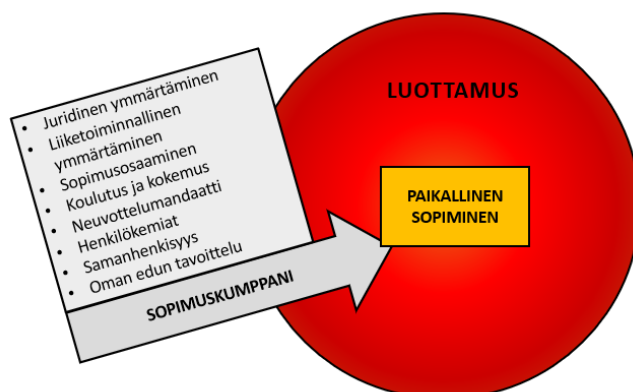 • Juridinen ymmärtäminen
• Liiketoiminnallinen
ymmärtäminen
• Sopimusosaaminen
• Koulutus ja kokemus
• Neuvottelumandaatti
• Henkilökemiat
• Samanhenkisyys
• Oman edun tavoittelu
SOPIMUSKUMPPANI
LUOTTAMUS
PAIKALLINEN
SOPIMINEN